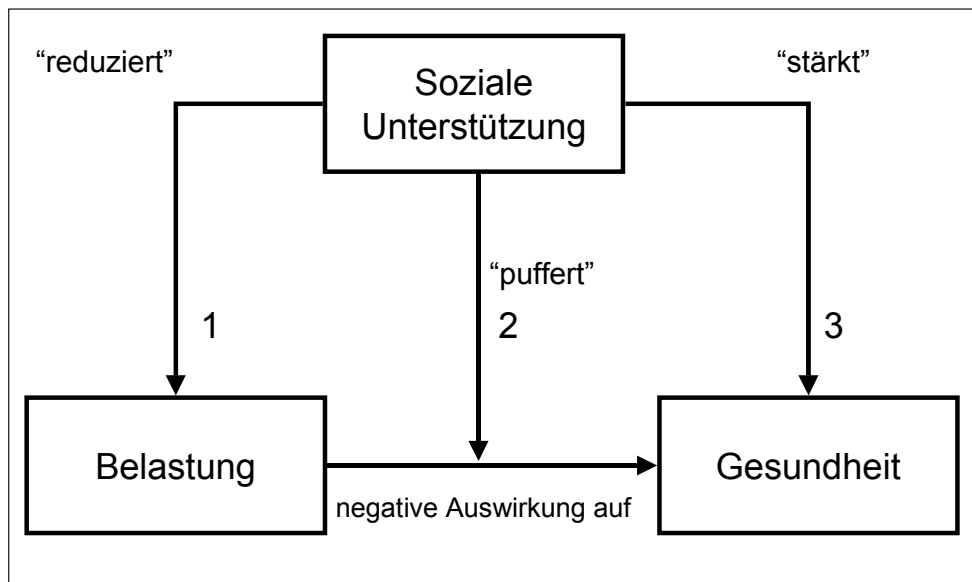 “reduziert”
Soziale
Unterstützung
“stärkt”
“puffert”
1
2
3
Belastung
negative Auswirkung auf
Gesundheit